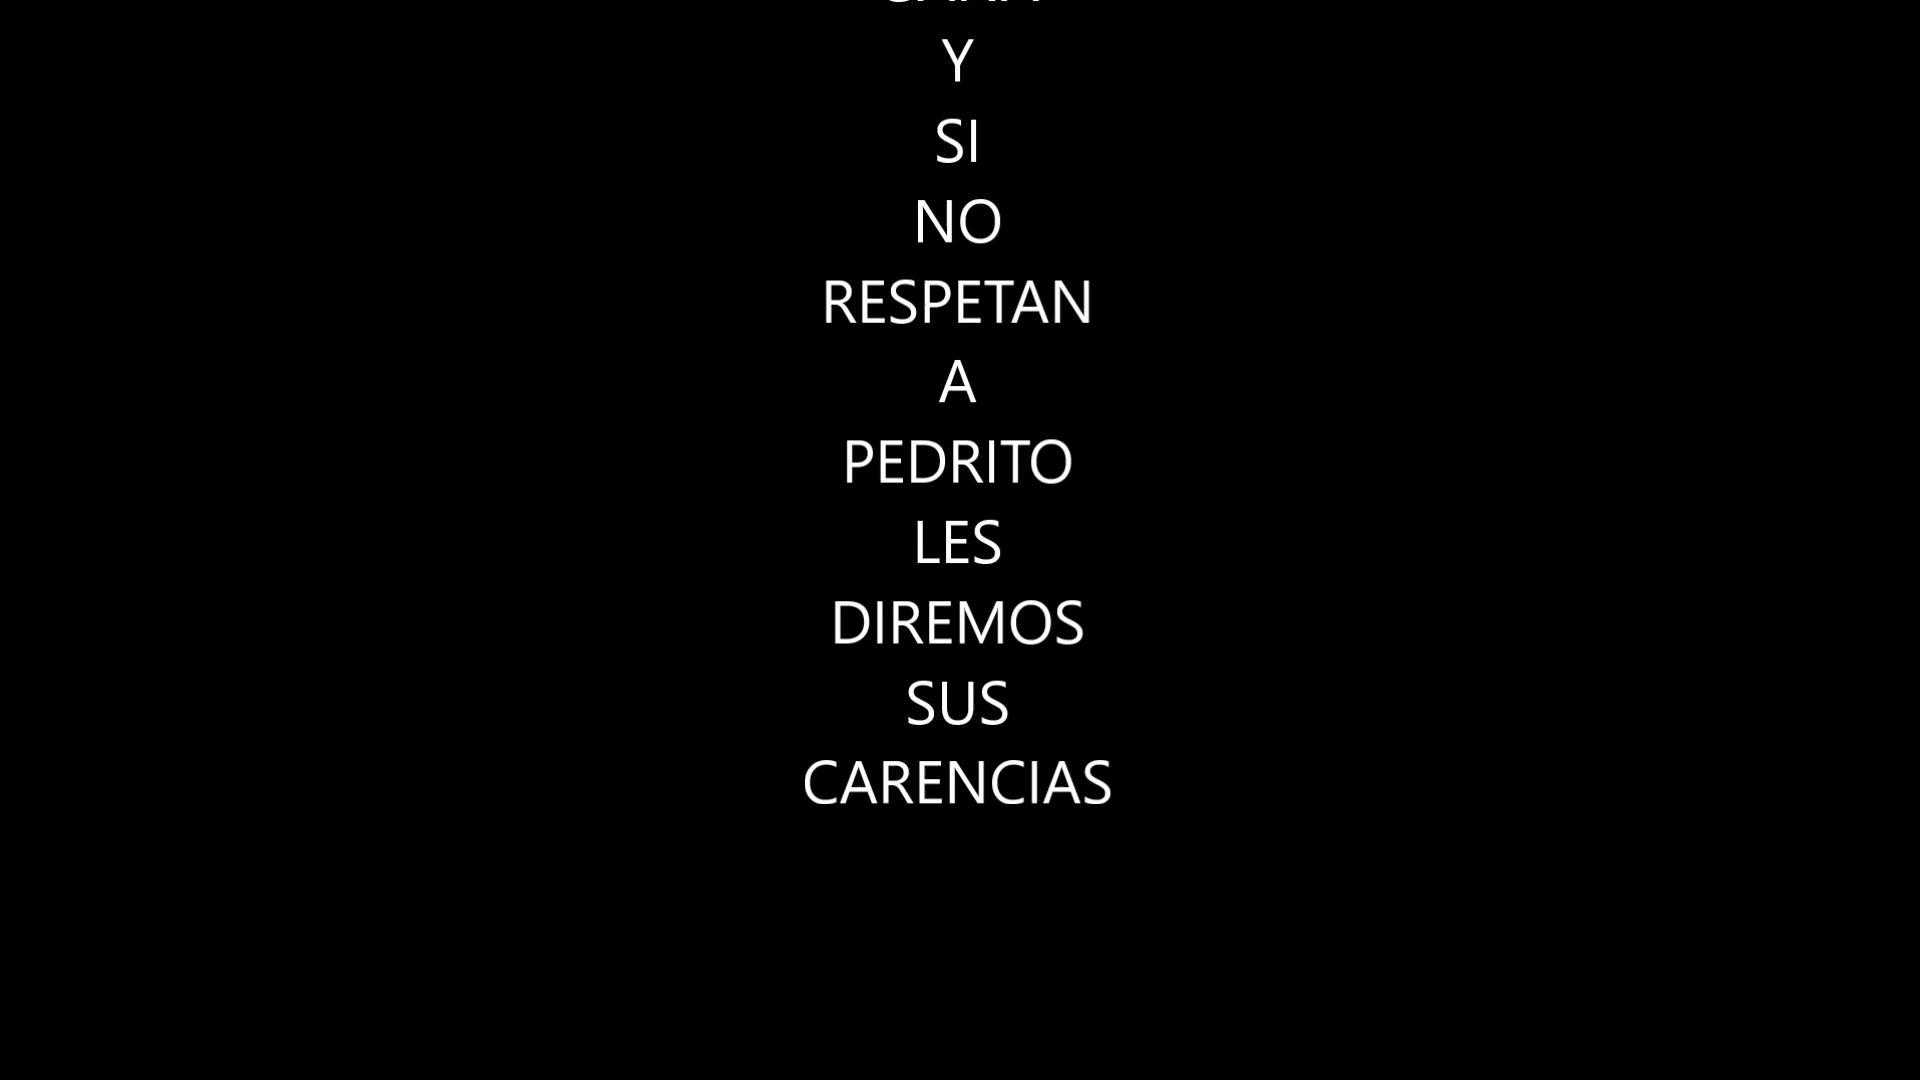 Y
SI
NO
RESPETAN
A
PEDRITO
LES
DIREMOS
SUS
CARENCIAS